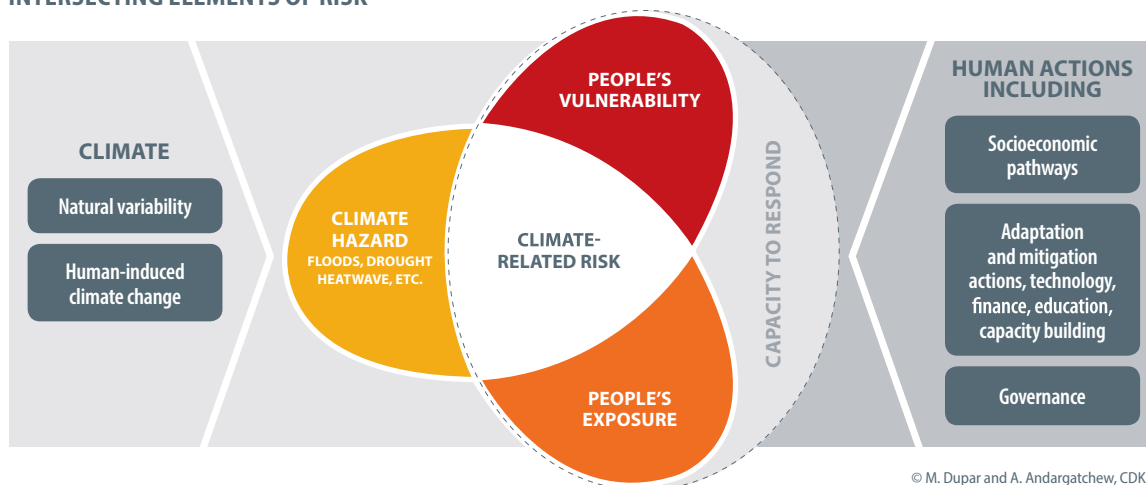 INTERSECTING ELEMENTS OF RISK
CLIMATE
Natural variability
Human-induced
climate change
CLIMATE
HAZARD
FLOODS, DROUGHT
HEATWAVE, ETC.
CLIMATE-
RELATED RISK
PEOPLE'S
VULNERABILITY
PEOPLE'S
EXPOSURE
CAPACITY TO RESPOND
HUMAN ACTIONS
INCLUDING
Socioeconomic
pathways
Adaptation
and mitigation
actions, technology,
finance, education,
capacity building
Governance
© M. Dupar and A. Andargatchew, CDK